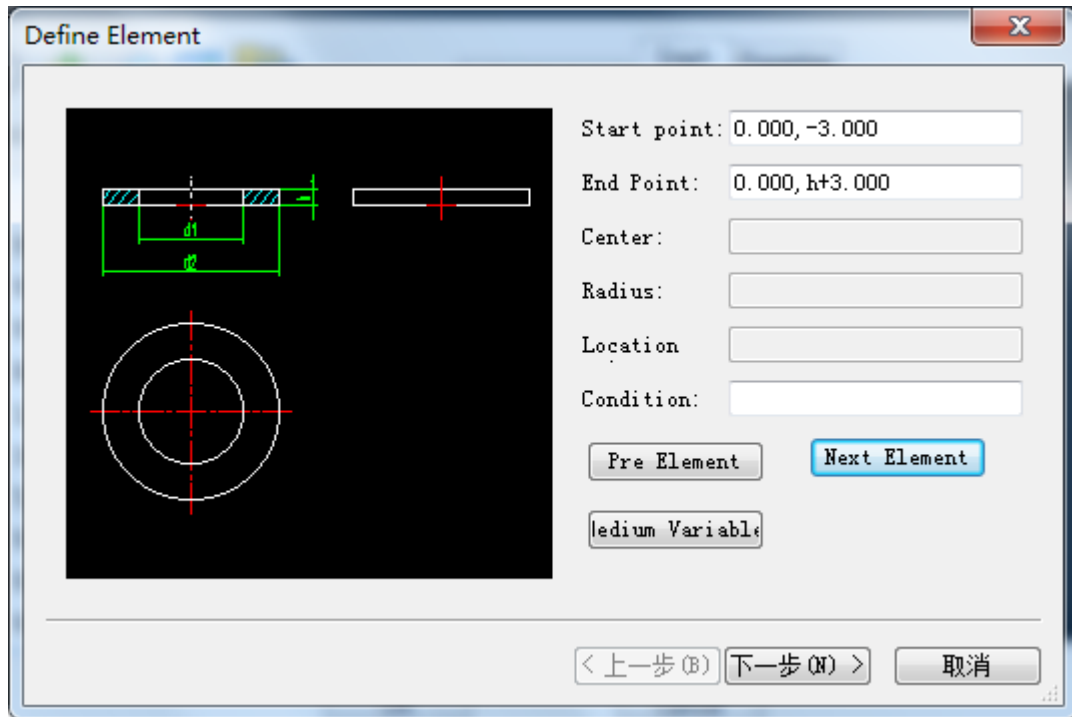 Define Element
Start point: 0.000, -3.000
End Point: 0.000, h+3.000
Center:
Radius:
Location
Condition:
d1
d2
Pre Element
Next Element
ledium Variable
< 上一步(B)
下一步(N) >
取消